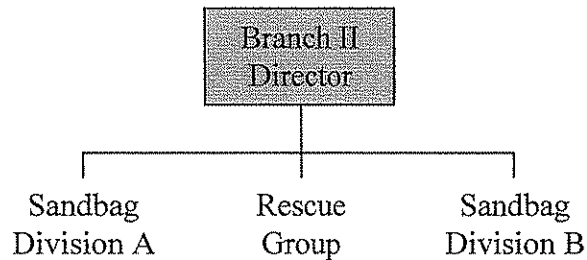 Branch II
Director
Sandbag
Division A
Rescue
Group
Sandbag
Division B